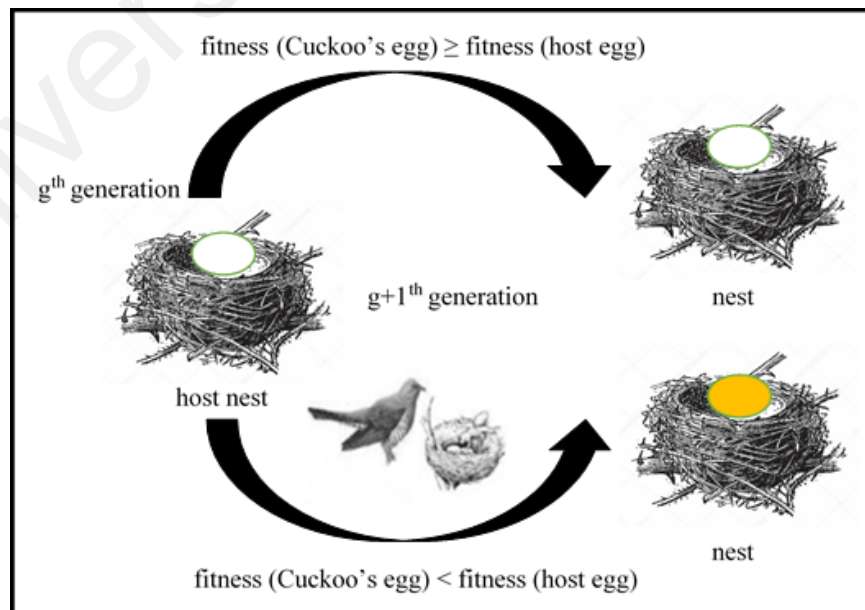 fitness (Cuckoo's egg) ≥ fitness (host egg)
gth generation
g+1th generation
nest
host nest
nest
fitness (Cuckoo's egg) < fitness (host egg)